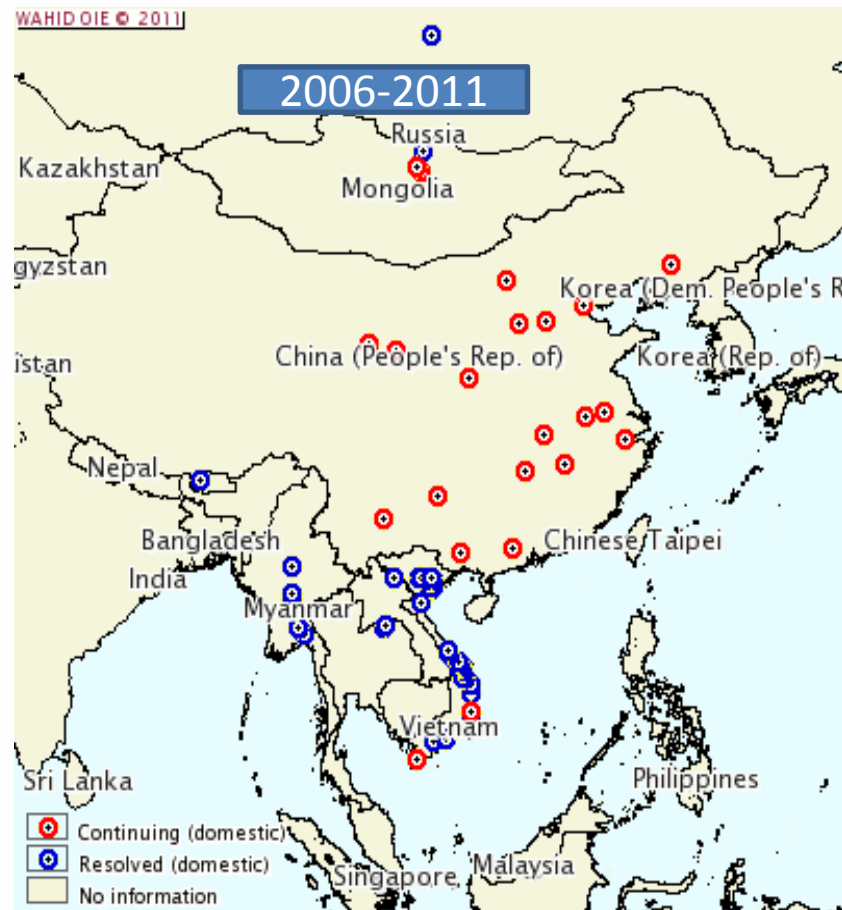 WAHID OIE © 2011
2006-2011
Russia
Kazakhstan
Mongolia
gyzstan
Korea (Dem. People's R
China (People's Rep. of)
Korea (Rep. of)
istan
Nepal
Bangladesh
Chinese Taipei
India
Myanmar
Vietnam
Sri Lanka
Philippines
Continuing (domestic)
Resolved (domestic)
Malaysia
Singapore
No information